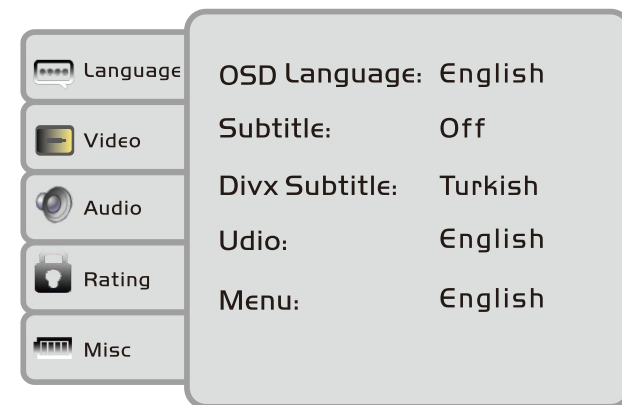 Language
Video
Audio
Rating
Misc
OSD Language: English
Subtitle: Off
Divx Subtitle: Turkish
Udio: English
Menu: English